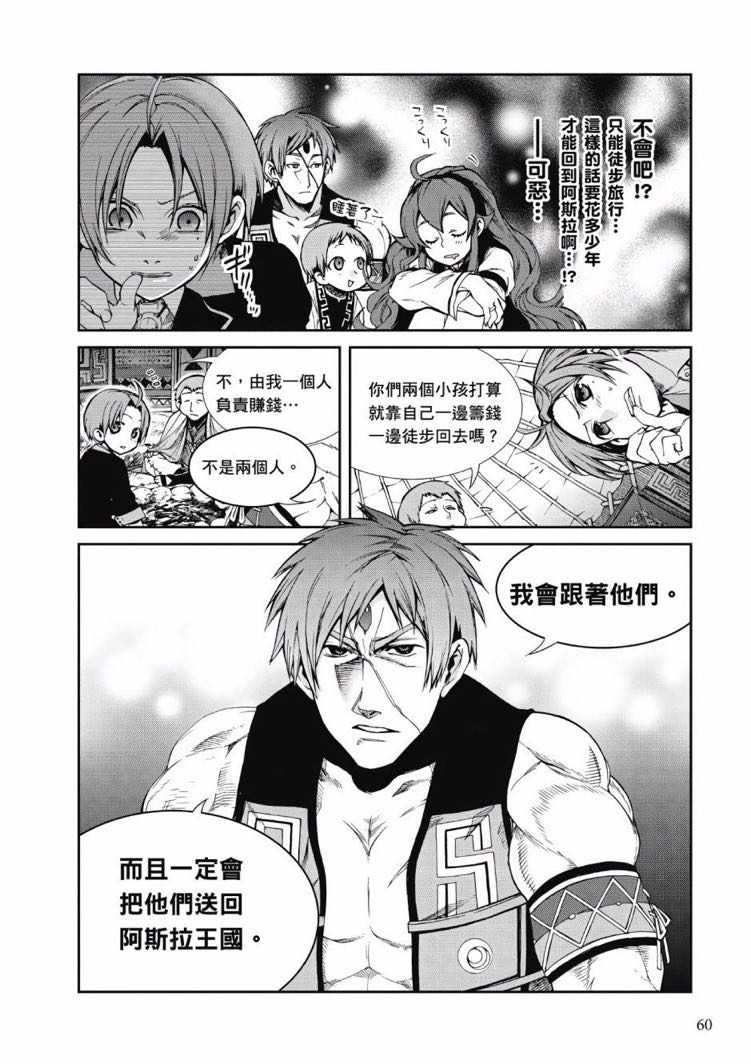 不會吧!?
只能徒步旅行…
這樣的話要花多少年
才能回到阿斯拉啊…!?
——可惡…
こっくり
こっくり
睡著了~
ギリ…
你們兩個小孩打算
就靠自己一邊籌錢
一邊徒步回去嗎？
不，由我一個人
負責賺錢…
不是兩個人。
我會跟著他們。
而且一定會
把他們送回
阿斯拉王國。
60